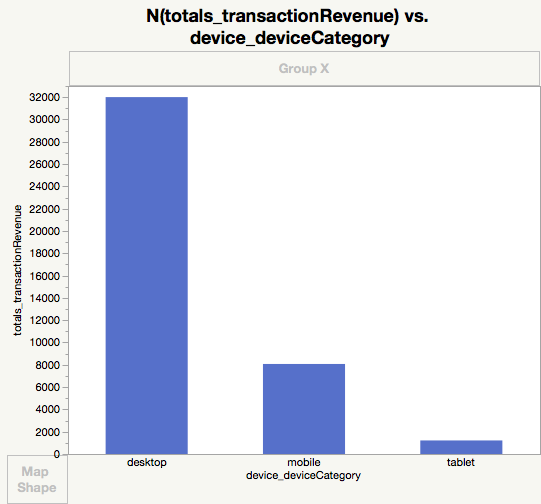 N(totals_transactionRevenue) vs.
device_deviceCategory
Group X
totals_transactionRevenue
32000
30000
28000
26000
24000
22000
20000
18000
16000
14000
12000
10000
8000
6000
4000
2000
0
desktop mobile tablet
device_deviceCategory
Map
Shape